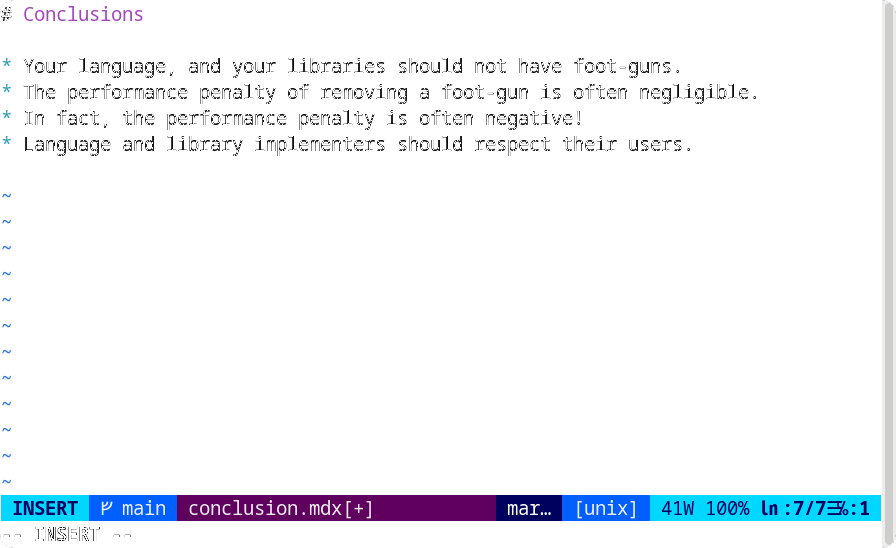 # Conclusions
* Your language, and your libraries should not have foot-guns.
* The performance penalty of removing a foot-gun is often negligible.
* In fact, the performance penalty is often negative!
* Language and library implementers should respect their users.
~
~
~
~
~
~
~
~
~
~
~
~
INSERT main conclusion.mdx[+] mar… [unix] 41W 100% ln:7/7☰℅:1
-- INSERT --